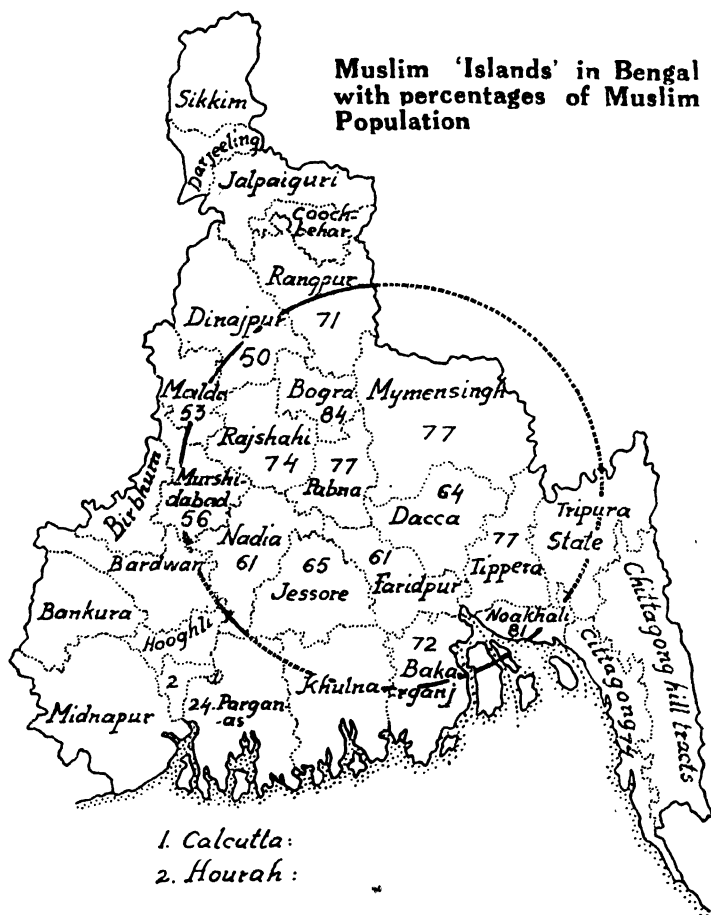 Muslim 'Islands' in Bengal
with percentages of Muslim
Population
Sikkim
Darjeeling
Jalpaiguri
Cooch-
behar
Rangpur
71
Dinajpur
50
Malda
53
Bogra
84
Mymensingh
77
Rajshahi
74
77
Pabna
Birbhum
Murshi-
dabad
56
64
Dacca
Tripura
State
Nadia
61
65
Jessore
61
Faridpur
77
Tippera
Bardwan
Bankura
Hooghli
Noakhali
81
Chittagong hill tracts
Cittagong 74
72
Baka-
erganj
Khulna
1
2
24. Pargan-
as
Midnapur
1. Calcutta:
2. Hourah: